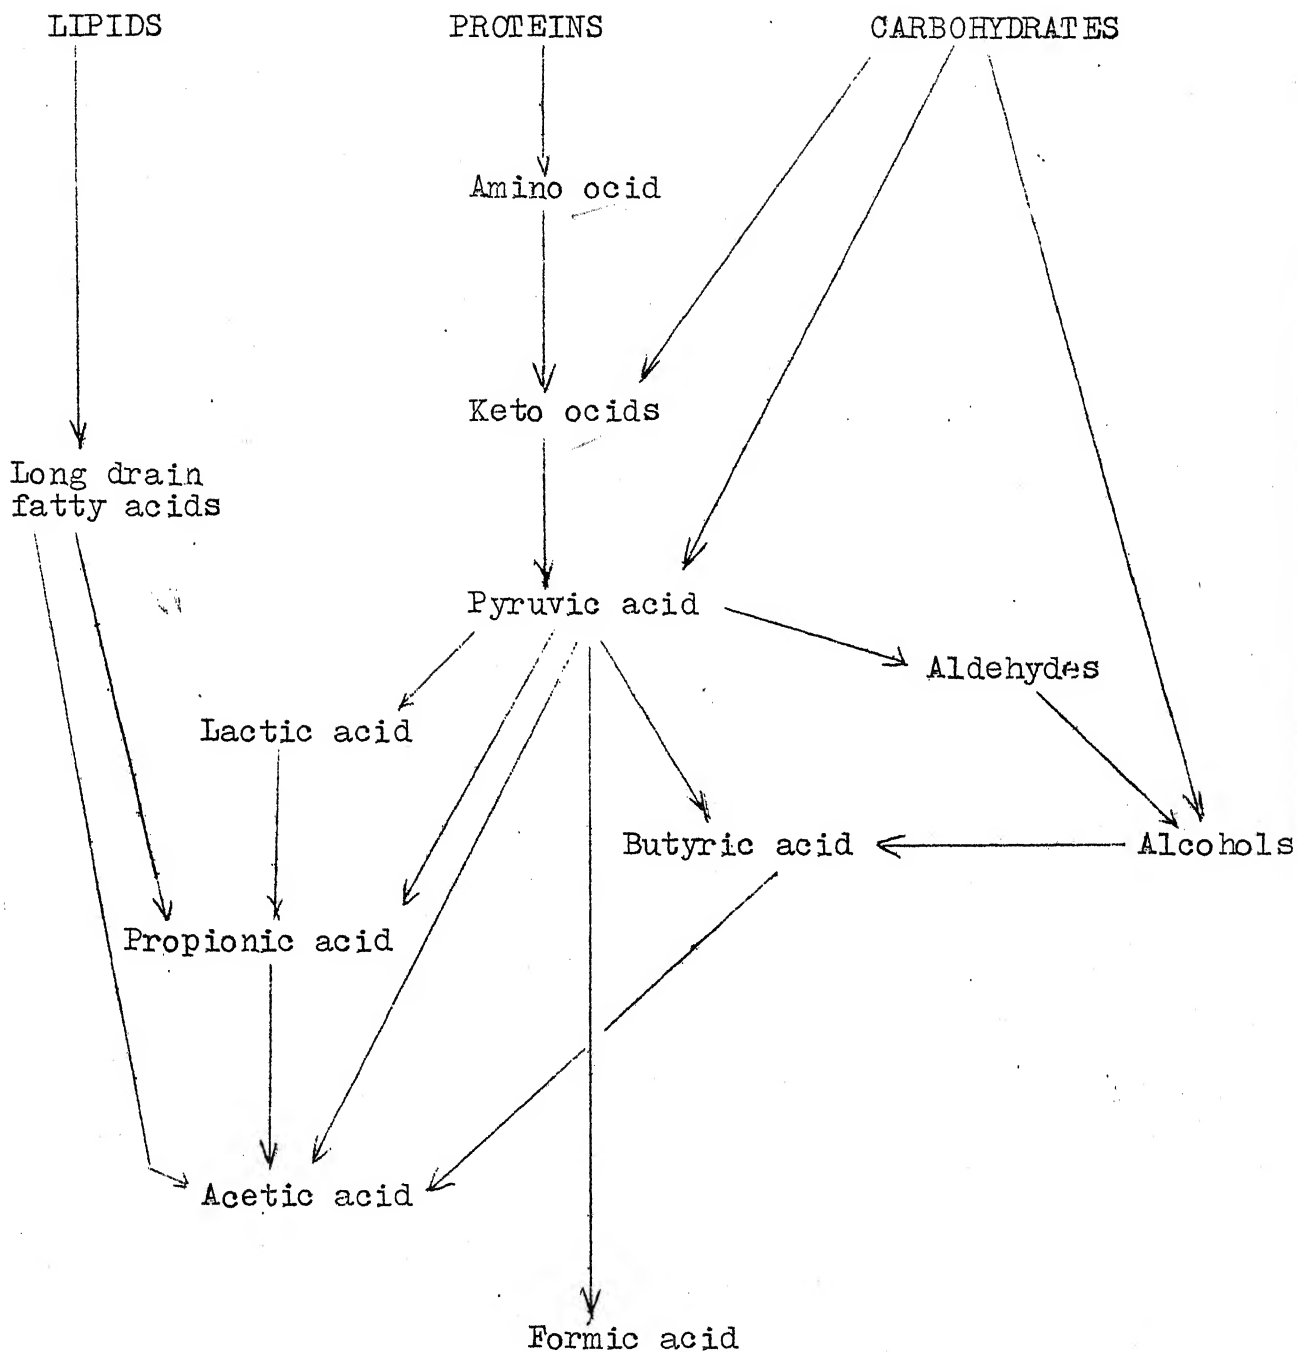 LIPIDS
PROTEINS
CARBOHYDRATES
Amino ocid
Keto ocids
Long drain
fatty acids
Pyruvic acid
Aldehydes
Lactic acid
Butyric acid
Alcohols
Propionic acid
Acetic acid
Formic acid